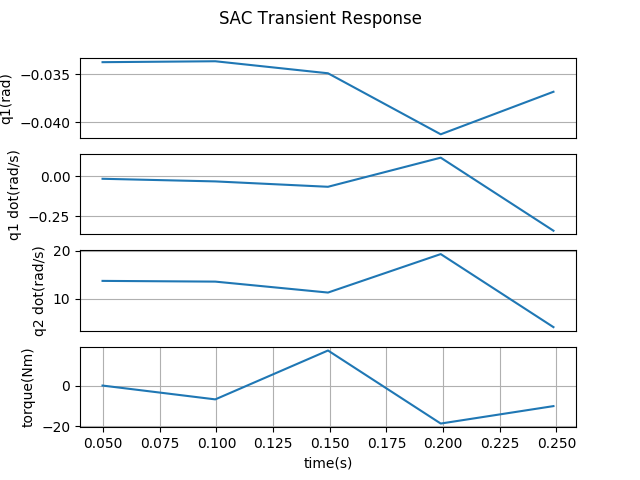 SAC Transient Response
q1(rad)
−0.035
−0.040
q1 dot(rad/s)
0.00
−0.25
q2 dot(rad/s)
20
10
torque(Nm)
0
−20
0.050 0.075 0.100 0.125 0.150 0.175 0.200 0.225 0.250
time(s)